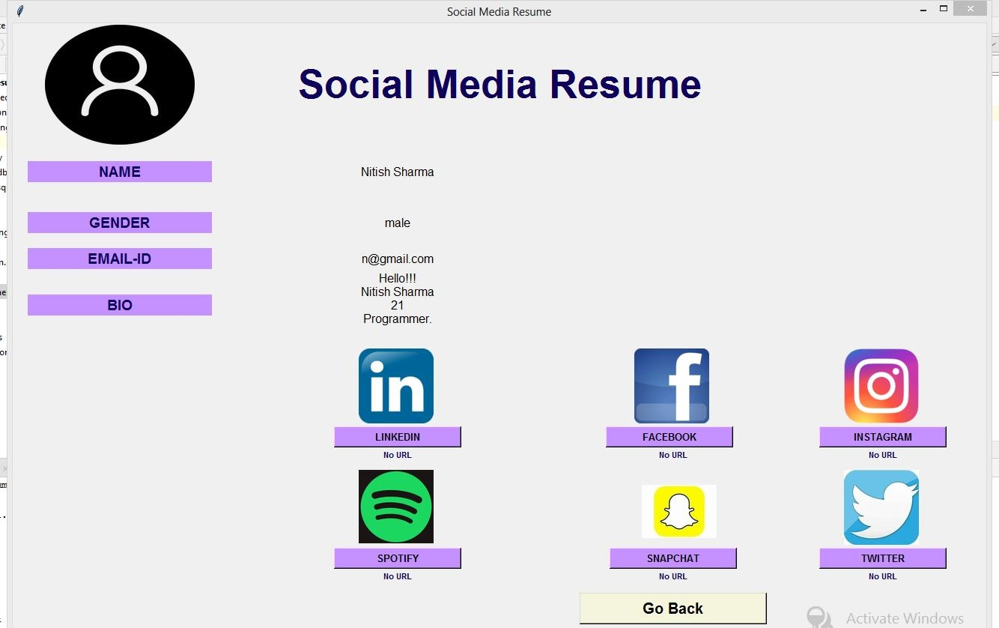 Social Media Resume
Social Media Resume
NAME
Nitish Sharma
GENDER
male
EMAIL-ID
n@gmail.com
BIO
Hello!!!
Nitish Sharma
21
Programmer.
in
f
LINKEDIN
FACEBOOK
INSTAGRAM
No URL
No URL
No URL
SPOTIFY
SNAPCHAT
TWITTER
No URL
No URL
No URL
Go Back
Activate Windows